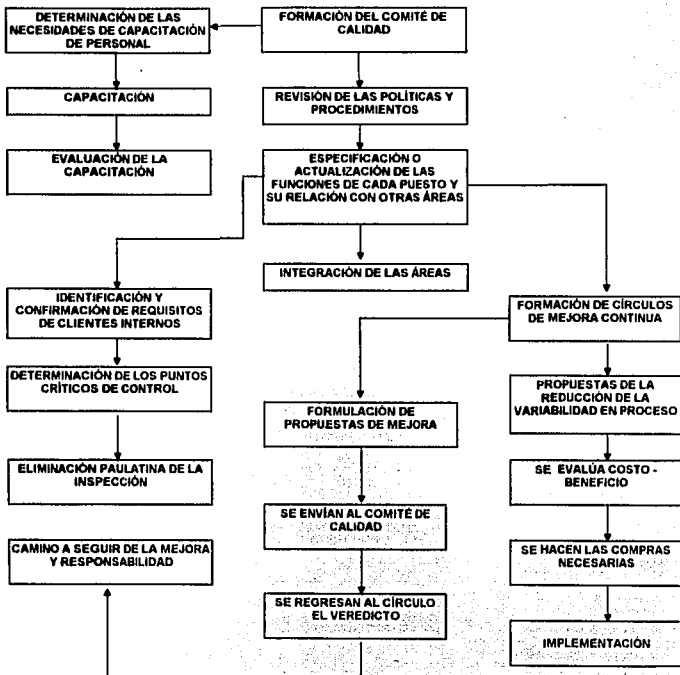 DETERMINACIÓN DE LAS
NECESIDADES DE CAPACITACIÓN
DE PERSONAL
FORMACIÓN DEL COMITÉ DE
CALIDAD
CAPACITACIÓN
REVISIÓN DE LAS POLÍTICAS Y
PROCEDIMIENTOS
EVALUACIÓN DE LA
CAPACITACIÓN
ESPECIFICACIÓN O
ACTUALIZACIÓN DE LAS
FUNCIONES DE CADA PUESTO Y
SU RELACIÓN CON OTRAS ÁREAS
INTEGRACIÓN DE LAS ÁREAS
IDENTIFICACIÓN Y
CONFIRMACIÓN DE REQUISITOS
DE CLIENTES INTERNOS
FORMACIÓN DE CÍRCULOS
DE MEJORA CONTINUA
DETERMINACIÓN DE LOS PUNTOS
CRÍTICOS DE CONTROL
FORMULACIÓN DE
PROPUESTAS DE MEJORA
PROPUESTAS DE LA
REDUCCIÓN DE LA
VARIABILIDAD EN PROCESO
ELIMINACIÓN PAULATINA DE LA
INSPECCIÓN
SE ENVÍAN AL COMITÉ DE
CALIDAD
SE EVALÚA COSTO -
BENEFICIO
CAMINO A SEGUIR DE LA MEJORA
Y RESPONSABILIDAD
SE REGRESAN AL CÍRCULO
EL VEREDICTO
SE HACEN LAS COMPRAS
NECESARIAS
IMPLEMENTACIÓN